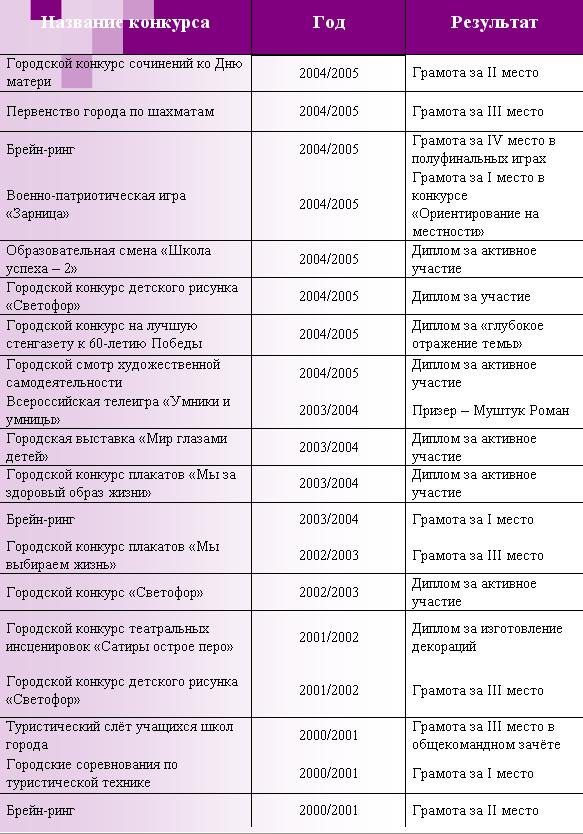 Название конкурса Год Результат
Городской конкурс сочинений ко Дню
матери 2004/2005 Грамота за II место
Первенство города по шахматам 2004/2005 Грамота за III место
Брейн-ринг 2004/2005 Грамота за IV место в
полуфинальных играх
Военно-патриотическая игра
«Зарница» 2004/2005 Грамота за I место в
конкурсе
«Ориентирование на
местности»
Образовательная смена «Школа
успеха – 2» 2004/2005 Диплом за активное
участие
Городской конкурс детского рисунка
«Светофор» 2004/2005 Диплом за участие
Городской конкурс на лучшую
стенгазету к 60-летию Победы 2004/2005 Диплом за «глубокое
отражение темы»
Городской смотр художественной
самодеятельности 2004/2005 Диплом за активное
участие
Всероссийская телеигра «Умники и
умницы» 2003/2004 Призер – Муштук Роман
Городская выставка «Мир глазами
детей» 2003/2004 Диплом за активное
участие
Городской конкурс плакатов «Мы за
здоровый образ жизни» 2003/2004 Диплом за активное
участие
Брейн-ринг 2003/2004 Грамота за I место
Городской конкурс плакатов «Мы
выбираем жизнь» 2002/2003 Грамота за III место
Городской конкурс «Светофор» 2002/2003 Диплом за активное
участие
Городской конкурс театральных
инсценировок «Сатиры острое перо» 2001/2002 Диплом за изготовление
декораций
Городской конкурс детского рисунка
«Светофор» 2001/2002 Грамота за III место
Туристический слёт учащихся школ
города 2000/2001 Грамота за III место в
общекомандном зачёте
Городские соревнования по
туристической технике 2000/2001 Грамота за I место
Брейн-ринг 2000/2001 Грамота за II место